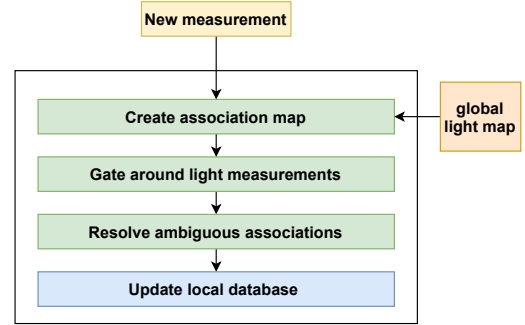 New measurement
Create association map
global
light map
Gate around light measurements
Resolve ambiguous associations
Update local database